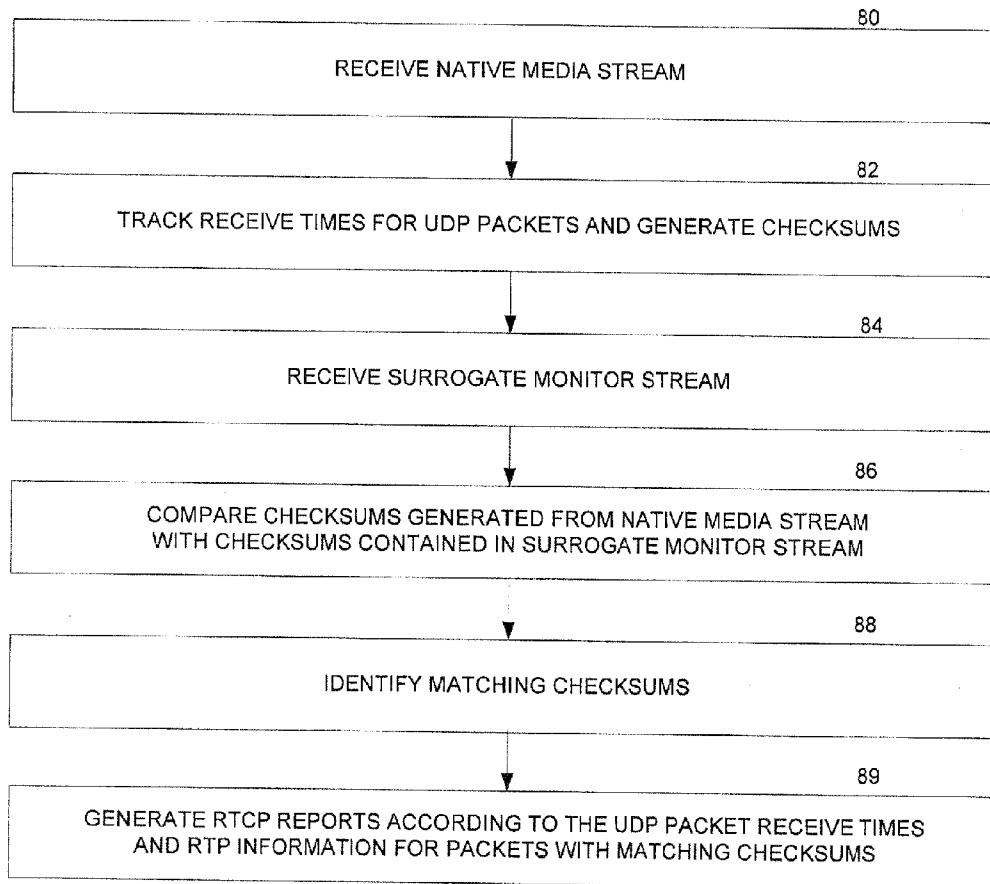 80
RECEIVE NATIVE MEDIA STREAM
82
TRACK RECEIVE TIMES FOR UDP PACKETS AND GENERATE CHECKSUMS
84
RECEIVE SURROGATE MONITOR STREAM
86
COMPARE CHECKSUMS GENERATED FROM NATIVE MEDIA STREAM
WITH CHECKSUMS CONTAINED IN SURROGATE MONITOR STREAM
88
IDENTIFY MATCHING CHECKSUMS
89
GENERATE RTCP REPORTS ACCORDING TO THE UDP PACKET RECEIVE TIMES
AND RTP INFORMATION FOR PACKETS WITH MATCHING CHECKSUMS